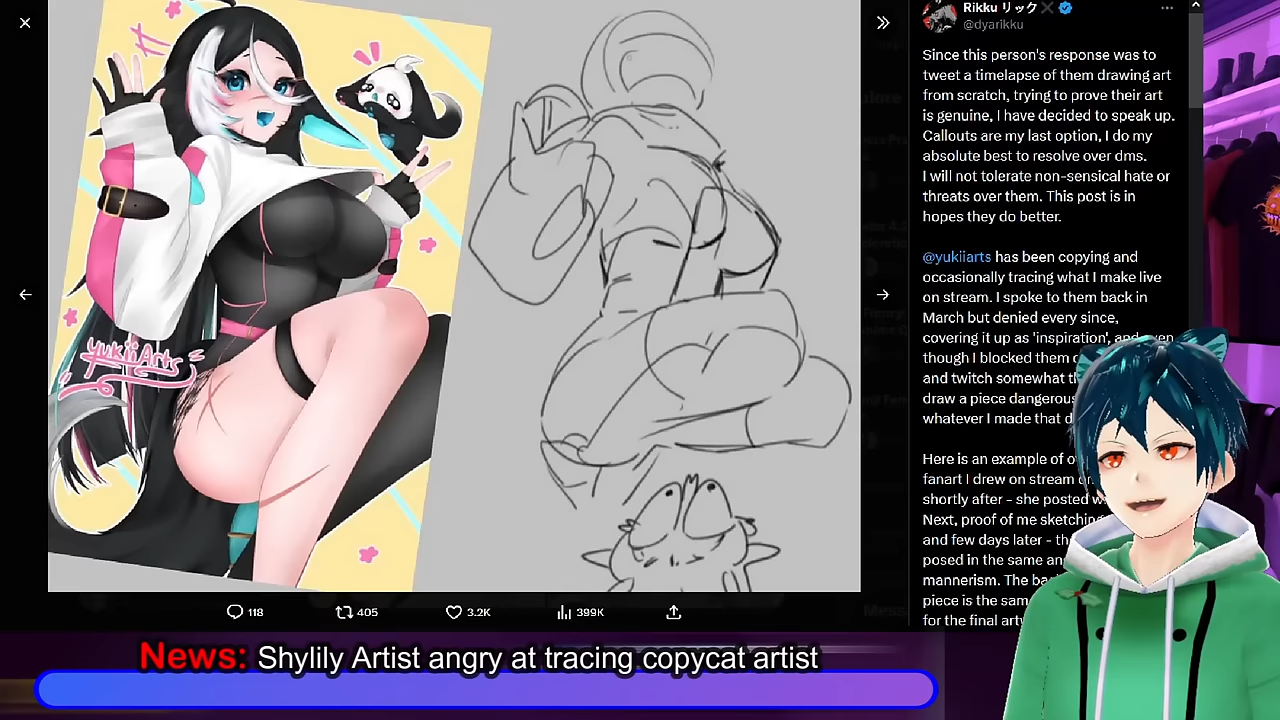 Rikku リック
@dyarikku
Since this person's response was to
tweet a timelapse of them drawing art
from scratch, trying to prove their art
is genuine, I have decided to speak up.
Callouts are my last option, I do my
absolute best to resolve over dms.
I will not tolerate non-sensical hate or
threats over them. This post is in
hopes they do better.
@yukiiarts has been copying and
occasionally tracing what I make live
on stream. I spoke to them back in
March but denied every since,
covering it up as 'inspiration', and even
though I blocked them
and twitch somewhat
draw a piece
whatever I made that
Here is an example of
fanart I drew on stream
shortly after - she posted
Next, proof of me sketching
and few days later -
posed in the same
mannerism. The
piece is the
for the final
YukiiArts
118
405
3.2K
399K
News: Shylily Artist angry at tracing copycat artist